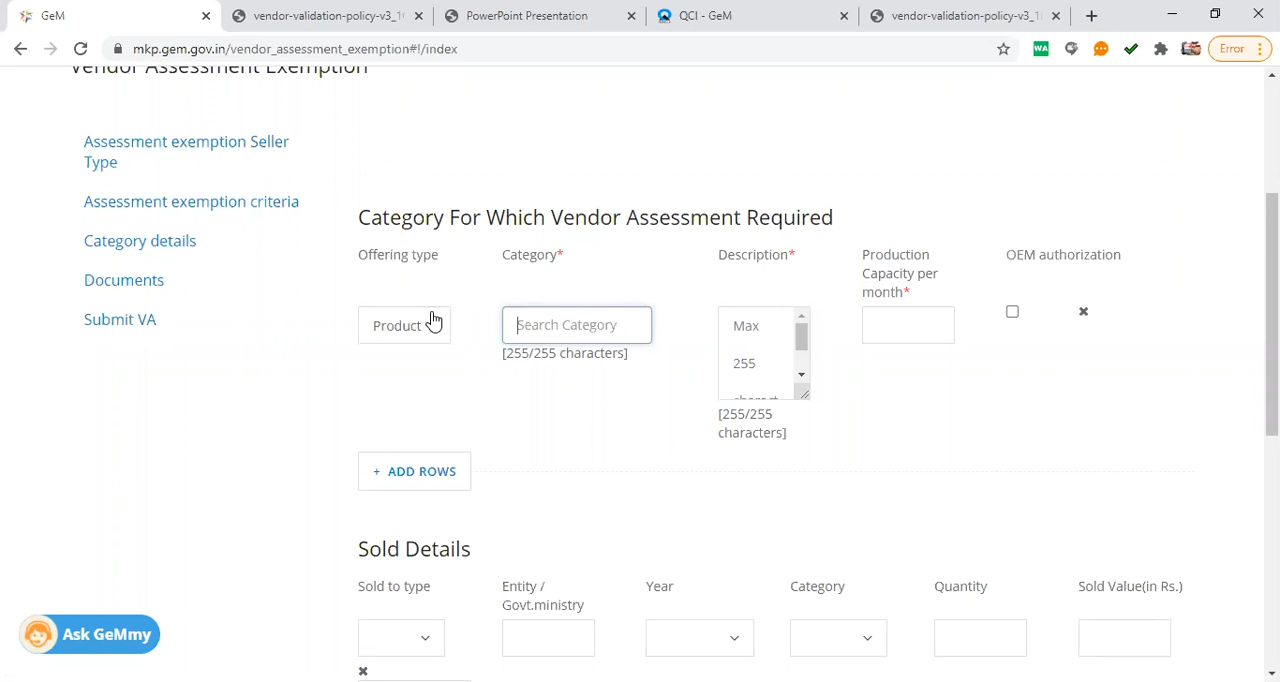 GeM
vendor-validation-policy-v3_1
PowerPoint Presentation
QCI - GeM
vendor-validation-policy-v3_1
mkp.gem.gov.in/vendor_assessment_exemption#!/index
WA
Error
Vendor Assessment Exemption
Assessment exemption Seller
Type
Assessment exemption criteria
Category details
Documents
Submit VA
Category For Which Vendor Assessment Required
Offering type
Category*
Description*
Production
Capacity per
month*
OEM authorization
Product
Search Category
[255/255 characters]
Max
255
charact
[255/255
characters]
+ ADD ROWS
Sold Details
Sold to type
Entity /
Govt.ministry
Year
Category
Quantity
Sold Value(in Rs.)
Ask GeMmy